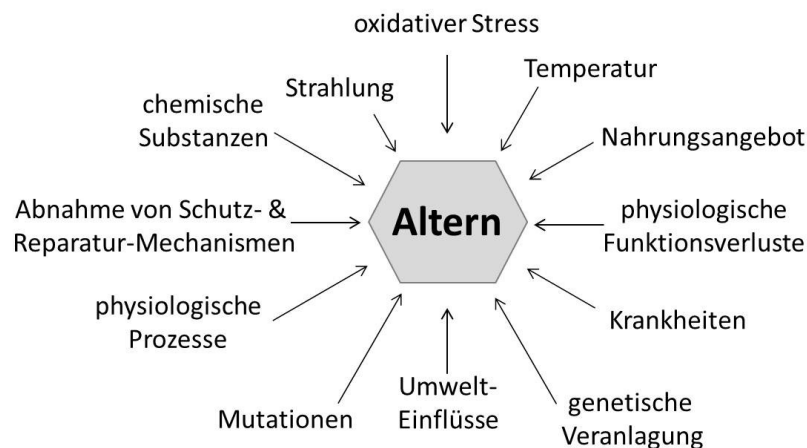 oxidativer Stress
Temperatur
Strahlung
chemische
Substanzen
Nahrungsangebot
Abnahme von Schutz- &
Reparatur-Mechanismen
Altern
physiologische
Funktionsverluste
physiologische
Prozesse
Krankheiten
Mutationen
Umwelt-
Einflüsse
genetische
Veranlagung